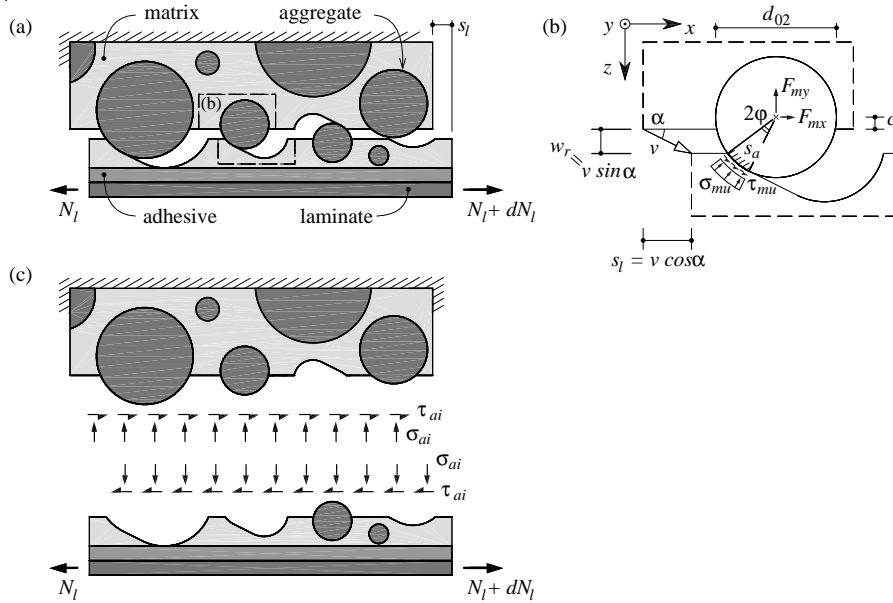 (a)
matrix
aggregate
s_l
(b)
N_l
adhesive
laminate
N_l + dN_l
(b)
y
x
z
d_02
α
v
w_r = v sinα
2φ
F_my
F_mx
s_a
σ_mu
τ_mu
s_l = v cosα
(c)
τ_ai
σ_ai
σ_ai
τ_ai
N_l
N_l + dN_l